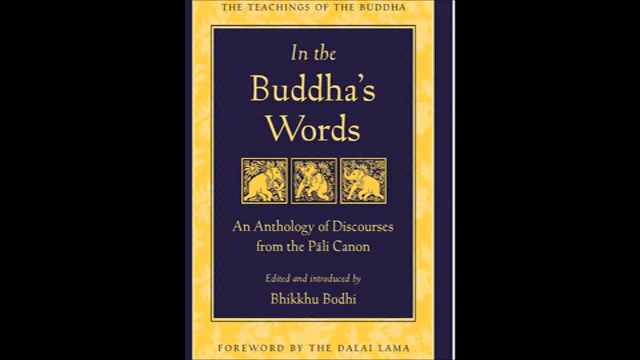 THE TEACHINGS OF THE BUDDHA
In the
Buddha's
Words
An Anthology of Discourses
from the Pāli Canon
Edited and introduced by
Bhikkhu Bodhi
FOREWORD BY THE DALAI LAMA